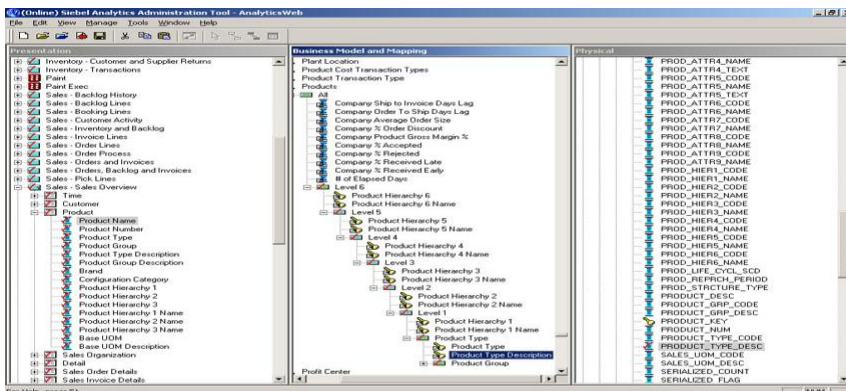 (Online) Siebel Analytics Administration Tool - AnalyticsWeb
File Edit View Manage Tools Window Help
Presentation
Inventory - Customer and Supplier Returns
Inventory - Transactions
Paint
Paint Exec
Sales - Backlog History
Sales - Backlog Lines
Sales - Booking Lines
Sales - Customer Activity
Sales - Inventory and Backlog
Sales - Invoice Lines
Sales - Order Lines
Sales - Order Process
Sales - Orders and Invoices
Sales - Orders, Backlog and Invoices
Sales - Pick Lines
Sales - Sales Overview
Time
Customer
Product
Product Name
Product Number
Product Type
Product Group
Product Type Description
Product Group Description
Brand
Configuration Category
Product Hierarchy 1
Product Hierarchy 2
Product Hierarchy 3
Product Hierarchy 1 Name
Product Hierarchy 2 Name
Product Hierarchy 3 Name
Base UOM
Base UOM Description
Sales Organization
Detail
Sales Order Details
Sales Invoice Details
Business Model and Mapping
Plant Location
Product Cost Transaction Types
Product Transaction Type
Products
All
Company Ship to Invoice Days Lag
Company Order To Ship Days Lag
Company Average Order Size
Company % Order Discount
Company Product Gross Margin %
Company % Accepted
Company % Rejected
Company % Received Late
Company % Received Early
# of Elapsed Days
Level 6
Product Hierarchy 6
Product Hierarchy 6 Name
Level 5
Product Hierarchy 5
Product Hierarchy 5 Name
Level 4
Product Hierarchy 4
Product Hierarchy 4 Name
Level 3
Product Hierarchy 3
Product Hierarchy 3 Name
Level 2
Product Hierarchy 2
Product Hierarchy 2 Name
Level 1
Product Hierarchy 1
Product Hierarchy 1 Name
Product Type
Product Type
Product Type Description
Product Group
Profit Center
Physical
PROD_ATTR4_NAME
PROD_ATTR4_TEXT
PROD_ATTR5_CODE
PROD_ATTR5_NAME
PROD_ATTR5_TEXT
PROD_ATTR6_CODE
PROD_ATTR6_NAME
PROD_ATTR7_CODE
PROD_ATTR7_NAME
PROD_ATTR8_CODE
PROD_ATTR8_NAME
PROD_ATTR9_CODE
PROD_ATTR9_NAME
PROD_HIER1_CODE
PROD_HIER1_NAME
PROD_HIER2_CODE
PROD_HIER2_NAME
PROD_HIER3_CODE
PROD_HIER3_NAME
PROD_HIER4_CODE
PROD_HIER4_NAME
PROD_HIER5_CODE
PROD_HIER5_NAME
PROD_HIER6_CODE
PROD_HIER6_NAME
PROD_LIFE_CYCL_SCD
PROD_REPRCH_PERIOD
PROD_STRCTURE_TYPE
PRODUCT_DESC
PRODUCT_GRP_CODE
PRODUCT_GRP_DESC
PRODUCT_KEY
PRODUCT_NUM
PRODUCT_TYPE_CODE
PRODUCT_TYPE_DESC
SALES_UOM_CODE
SALES_UOM_DESC
SERIALIZED_COUNT
SERIALIZED_FLAG